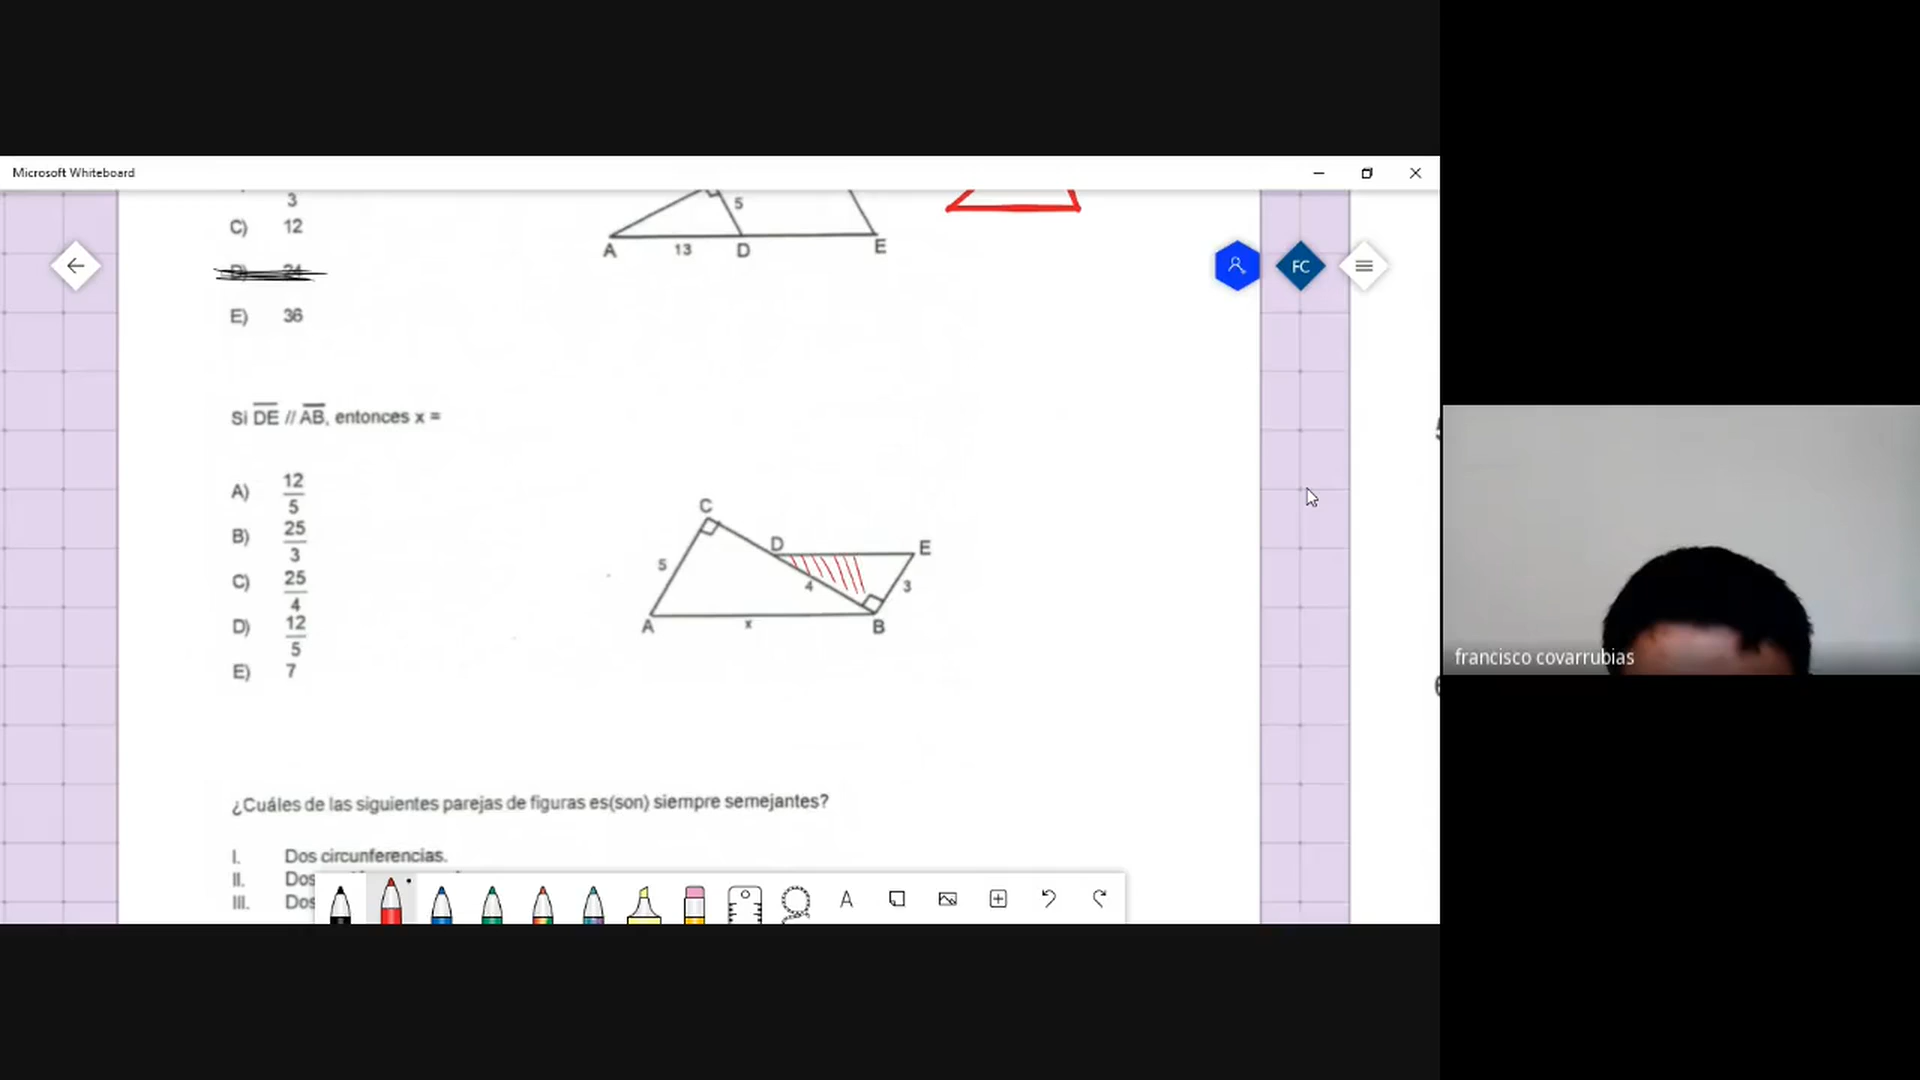 Microsoft Whiteboard
3
C) 12
E) 36
5
A 13 D E
FC
Si DE // AB, entonces x =
A) 12/5
B) 25/3
C) 25/4
D) 12/5
E) 7
C
D E
5
4 3
A x B
francisco covarrubias
¿Cuáles de las siguientes parejas de figuras es(son) siempre semejantes?
I. Dos circunferencias.
II. Dos
III. Dos
A